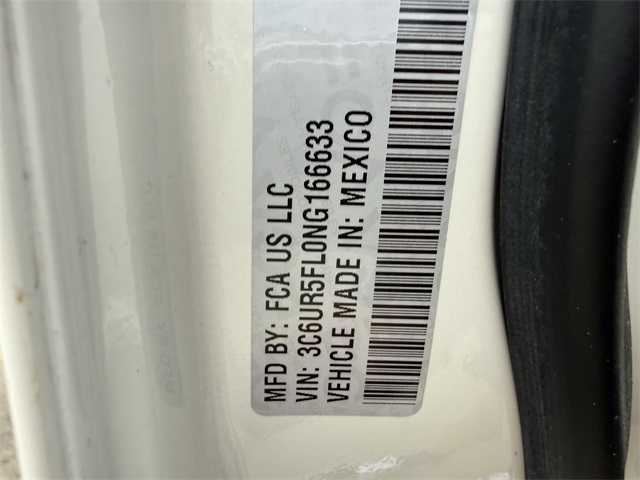 MFD BY: FCA US LLC
VIN: 3C6UR5FL0NG166633
VEHICLE MADE IN: MEXICO